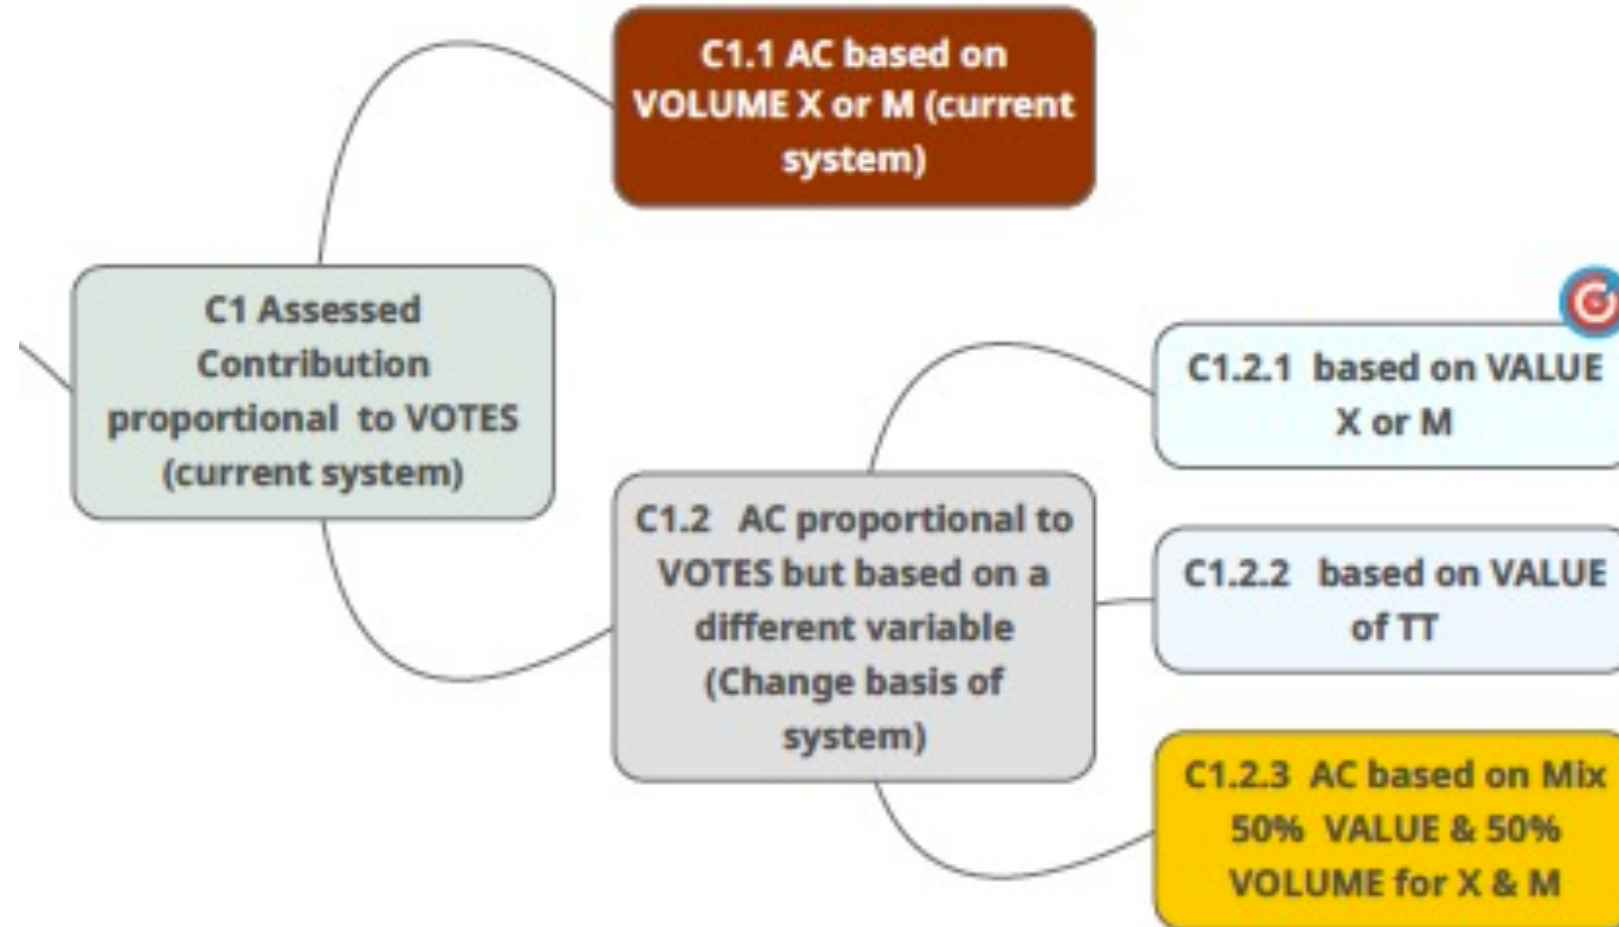 C1.1 AC based on
VOLUME X or M (current
system)
C1 Assessed
Contribution
proportional  to VOTES
(current system)
C1.2   AC proportional to
VOTES but based on a
different variable
(Change basis of
system)
C1.2.1  based on VALUE
X or M
C1.2.2   based on VALUE
of TT
C1.2.3  AC based on Mix
50%  VALUE & 50%
VOLUME for X & M